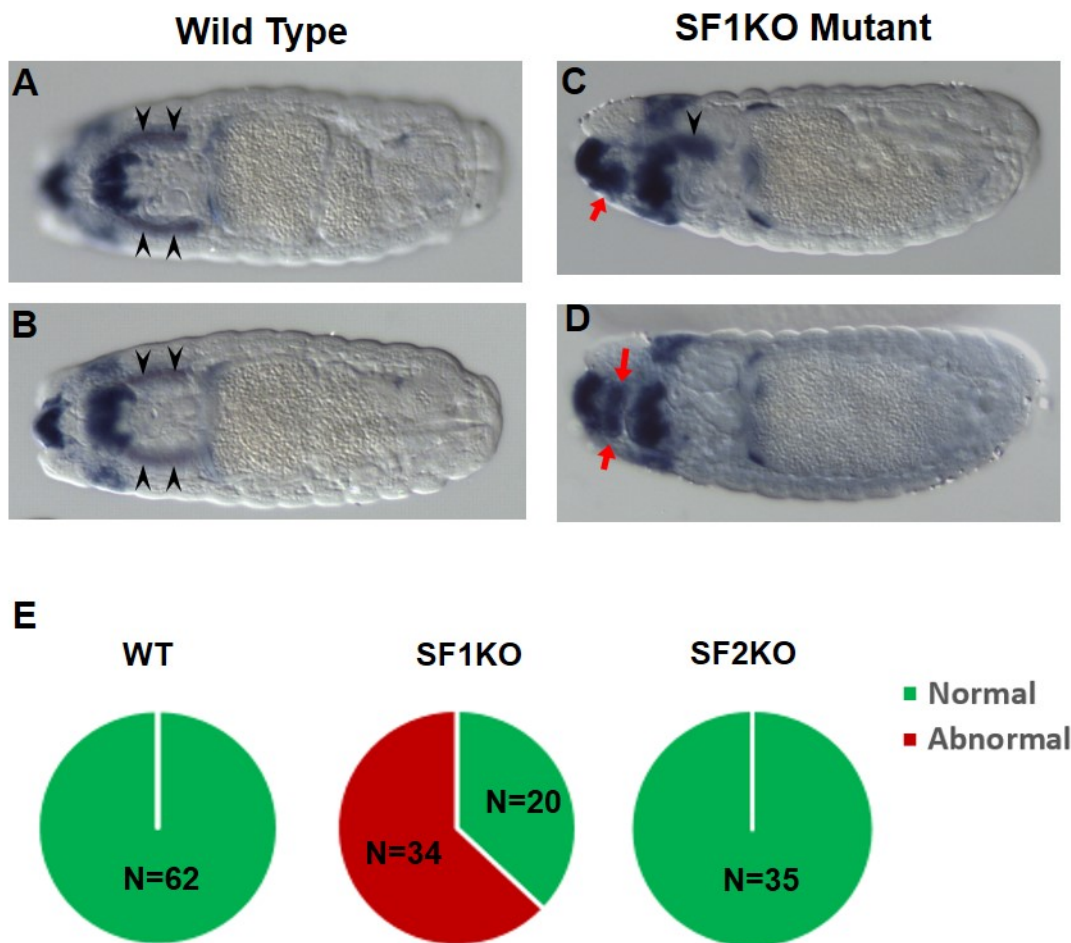 Wild Type
SF1KO Mutant
A
C
B
D
E
WT
SF1KO
SF2KO
Normal
Abnormal
N=62
N=34
N=20
N=35